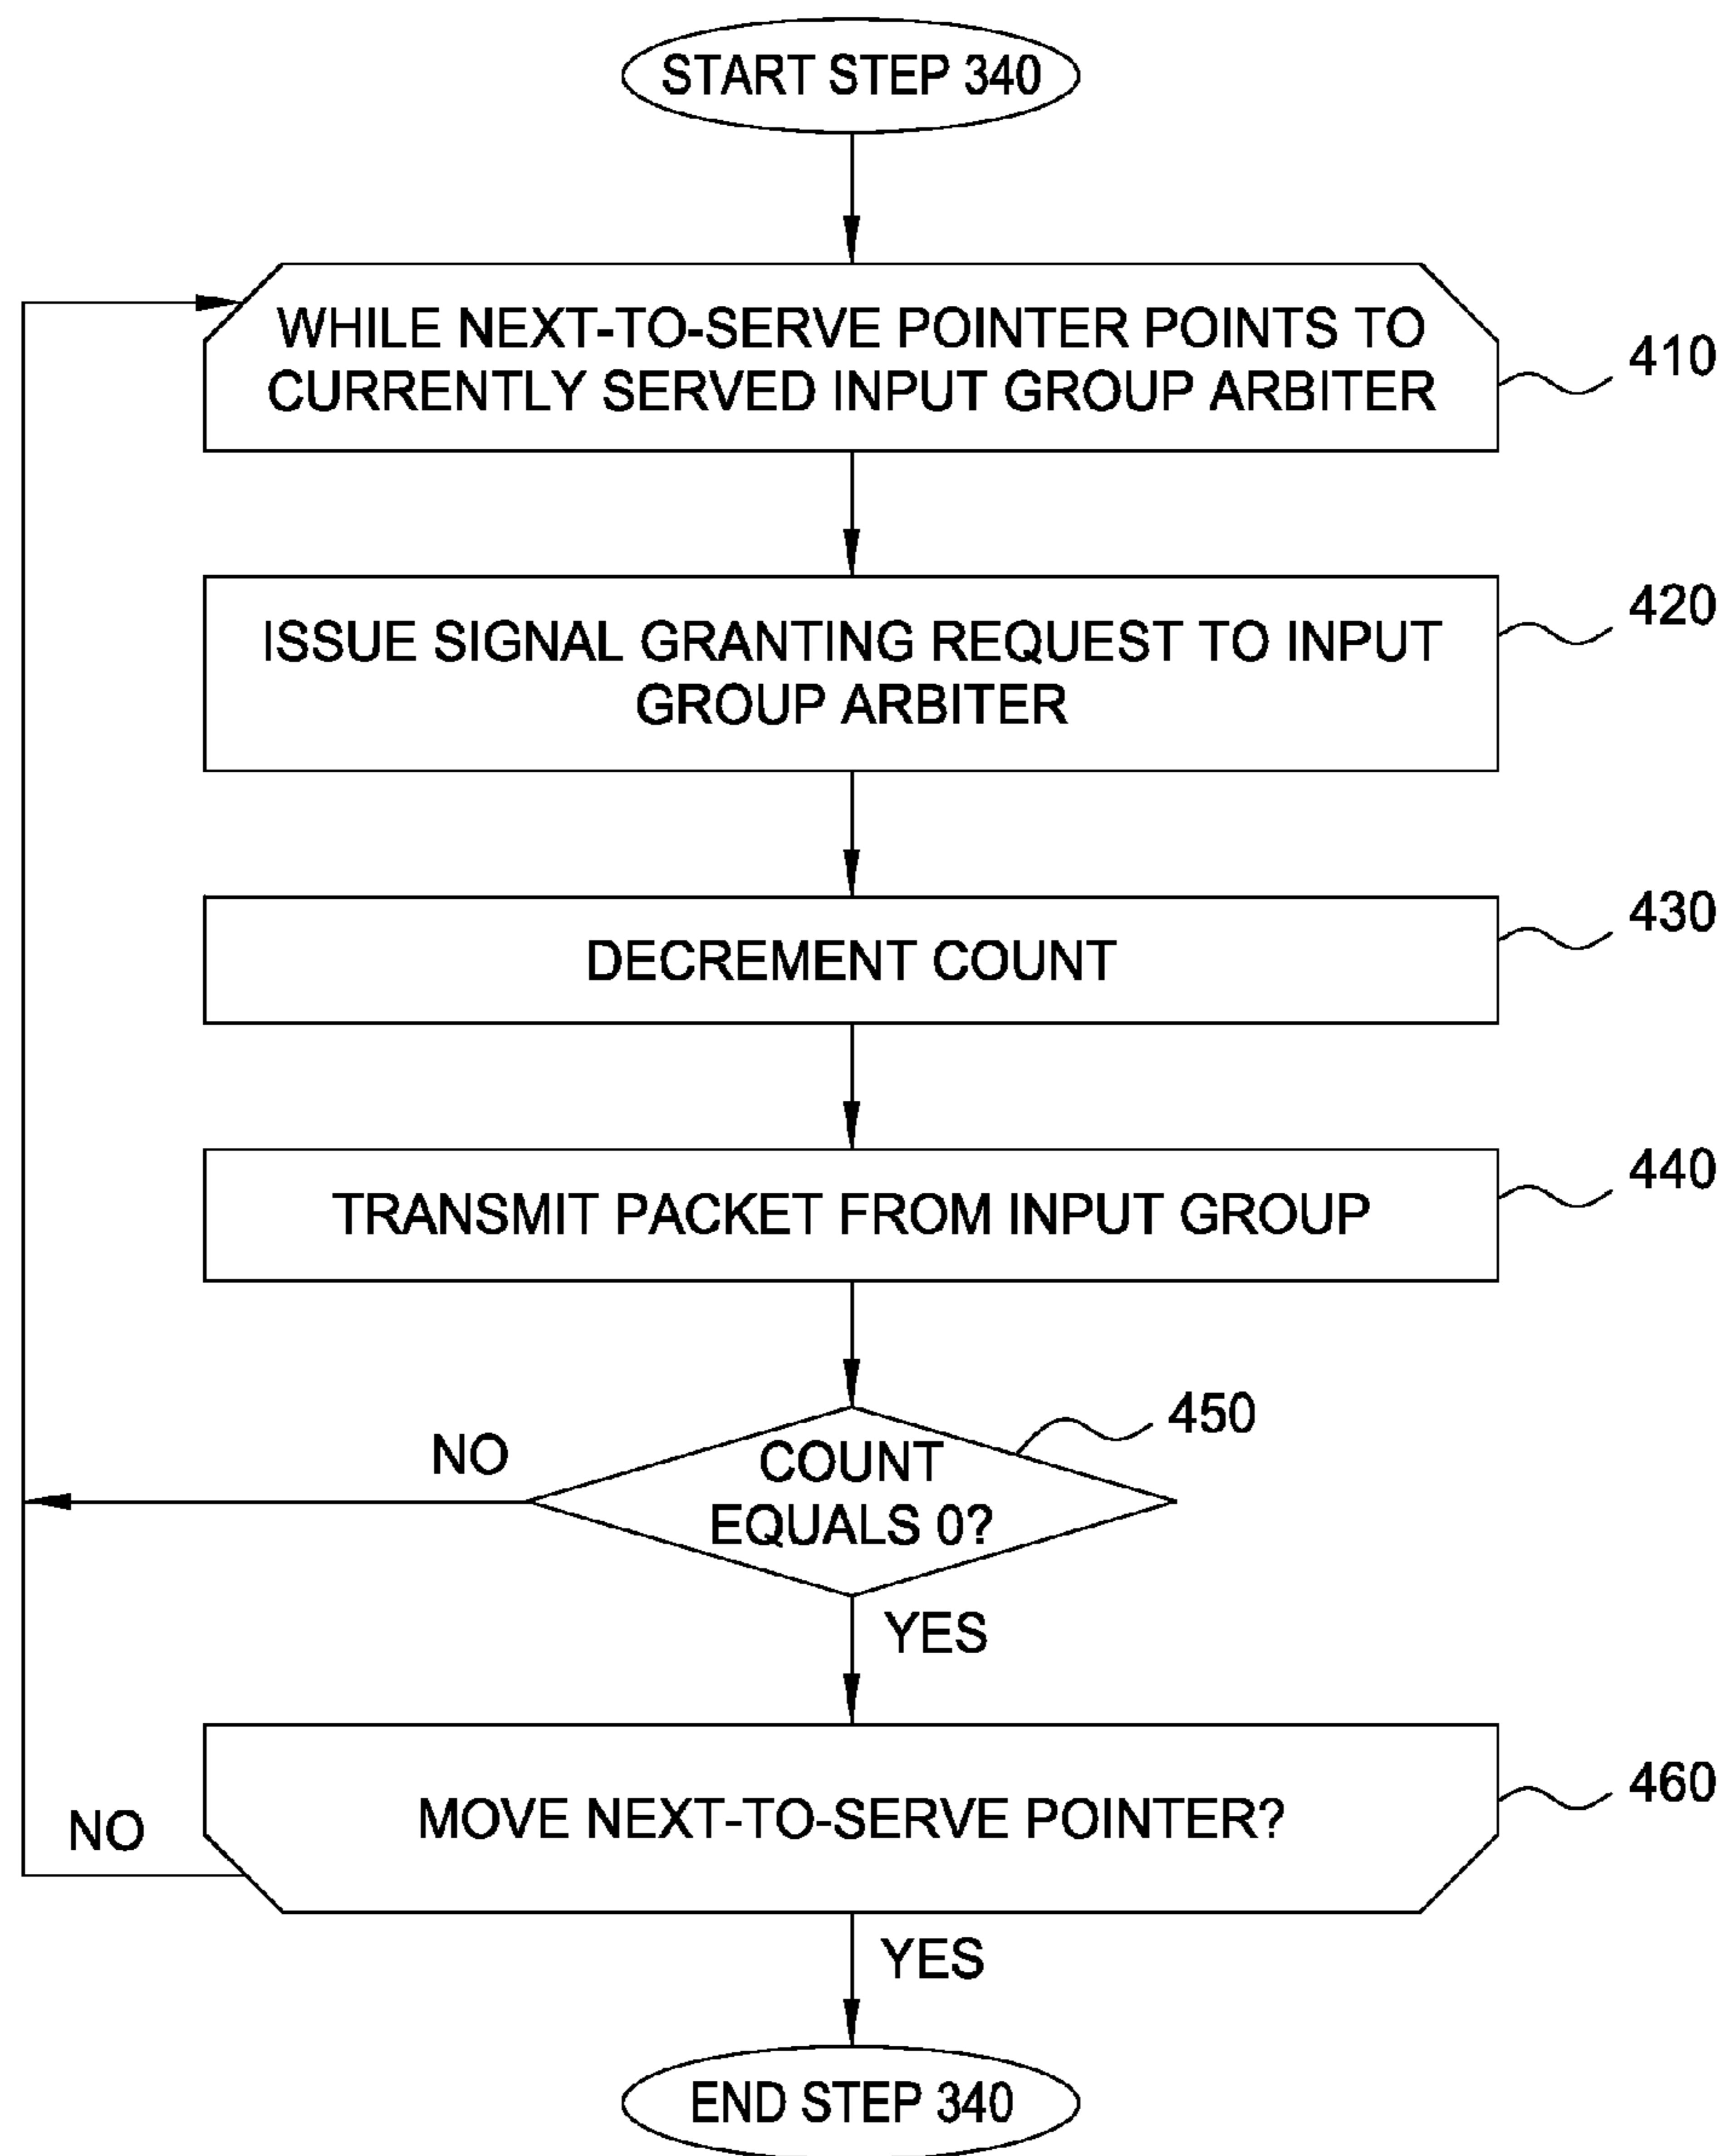 START STEP 340
WHILE NEXT-TO-SERVE POINTER POINTS TO
CURRENTLY SERVED INPUT GROUP ARBITER
410
ISSUE SIGNAL GRANTING REQUEST TO INPUT
GROUP ARBITER
420
DECREMENT COUNT
430
TRANSMIT PACKET FROM INPUT GROUP
440
COUNT
EQUALS 0?
450
NO
YES
MOVE NEXT-TO-SERVE POINTER?
460
NO
YES
END STEP 340